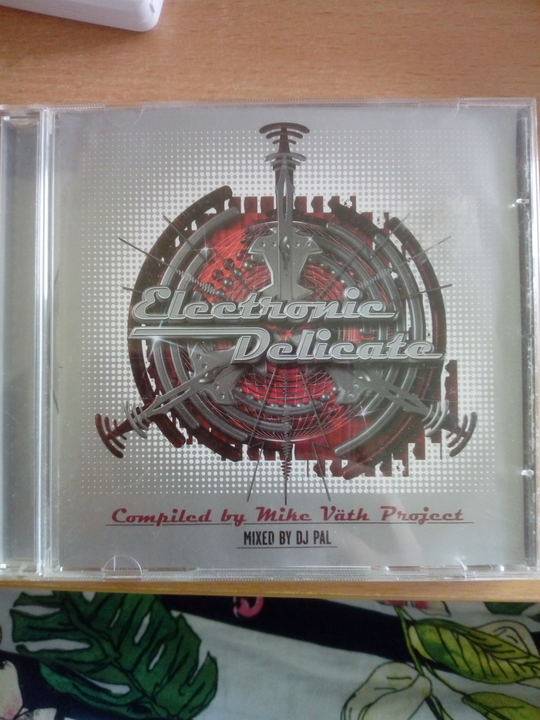 Electronic
Delicate
Compiled by Mike Väth Project
MIXED BY DJ PAL